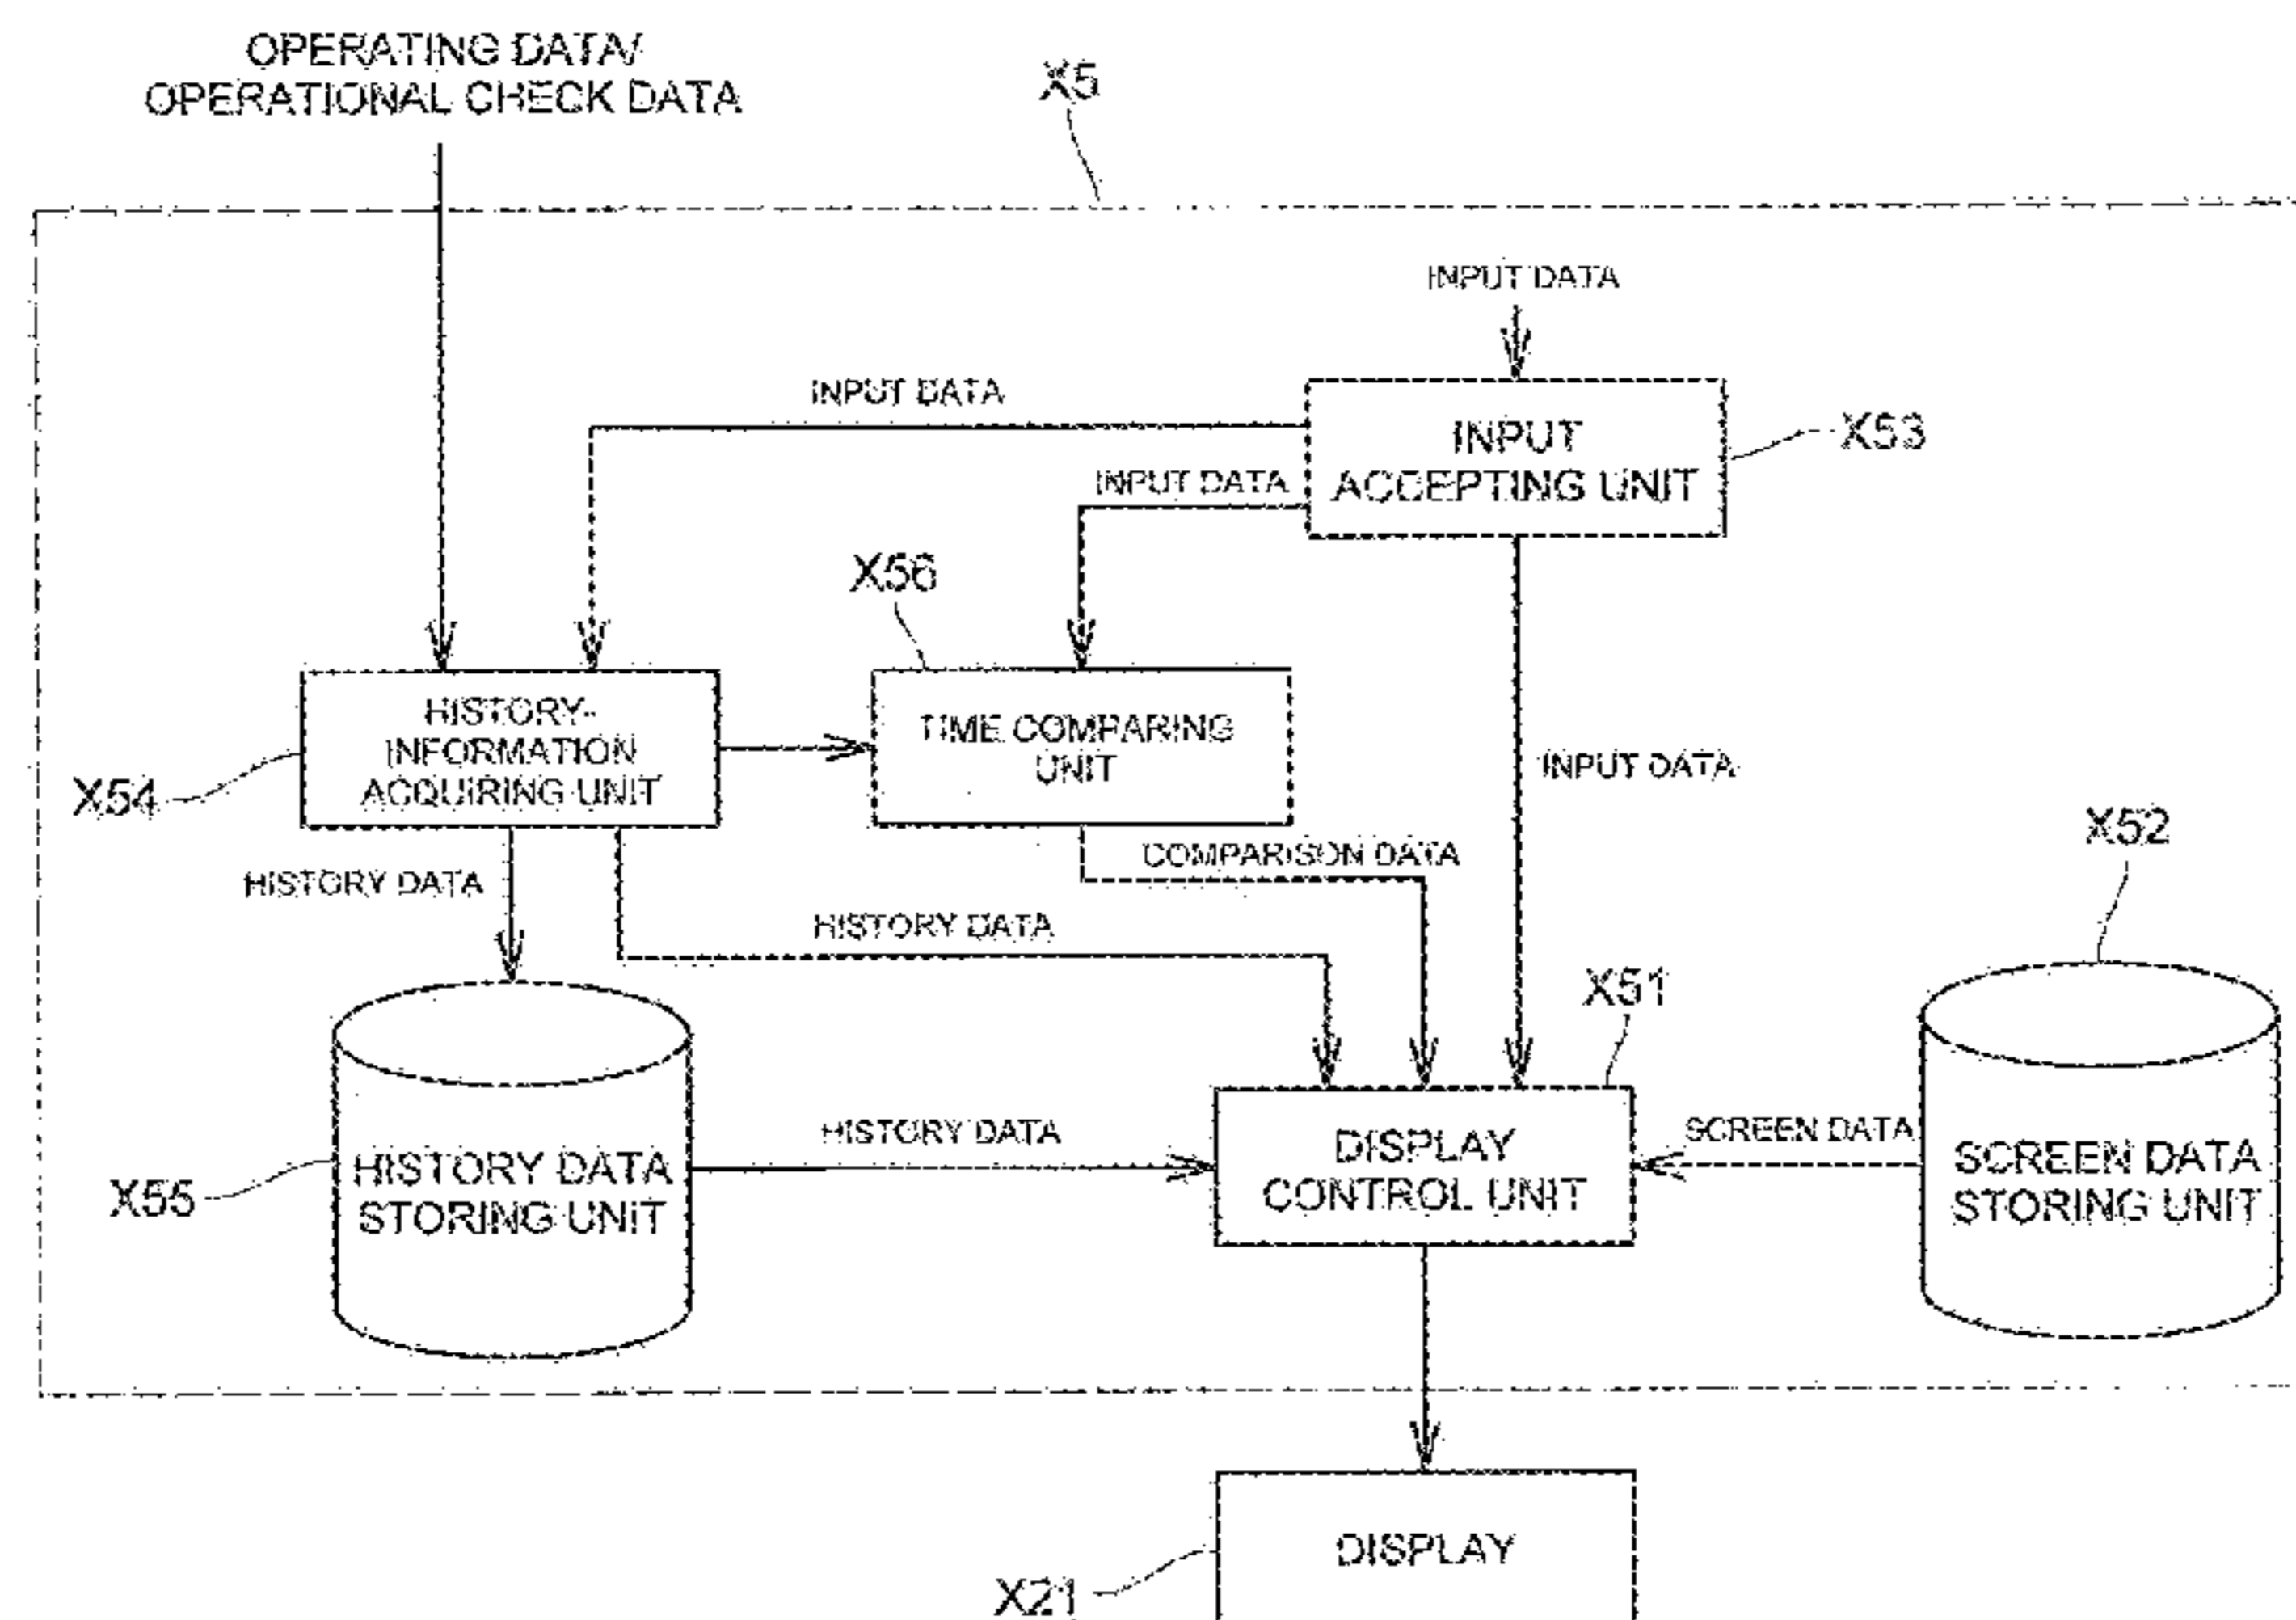 OPERATING DATA/
OPERATIONAL CHECK DATA
X5
INPUT DATA
INPUT DATA
INPUT
ACCEPTING UNIT
X53
INPUT DATA
X56
HISTORY-
INFORMATION
ACQUIRING UNIT
X54
TIME COMPARING
UNIT
INPUT DATA
X52
COMPARISON DATA
HISTORY DATA
HISTORY DATA
X51
HISTORY DATA
STORING UNIT
X55
HISTORY DATA
DISPLAY
CONTROL UNIT
SCREEN DATA
SCREEN DATA
STORING UNIT
DISPLAY
X21